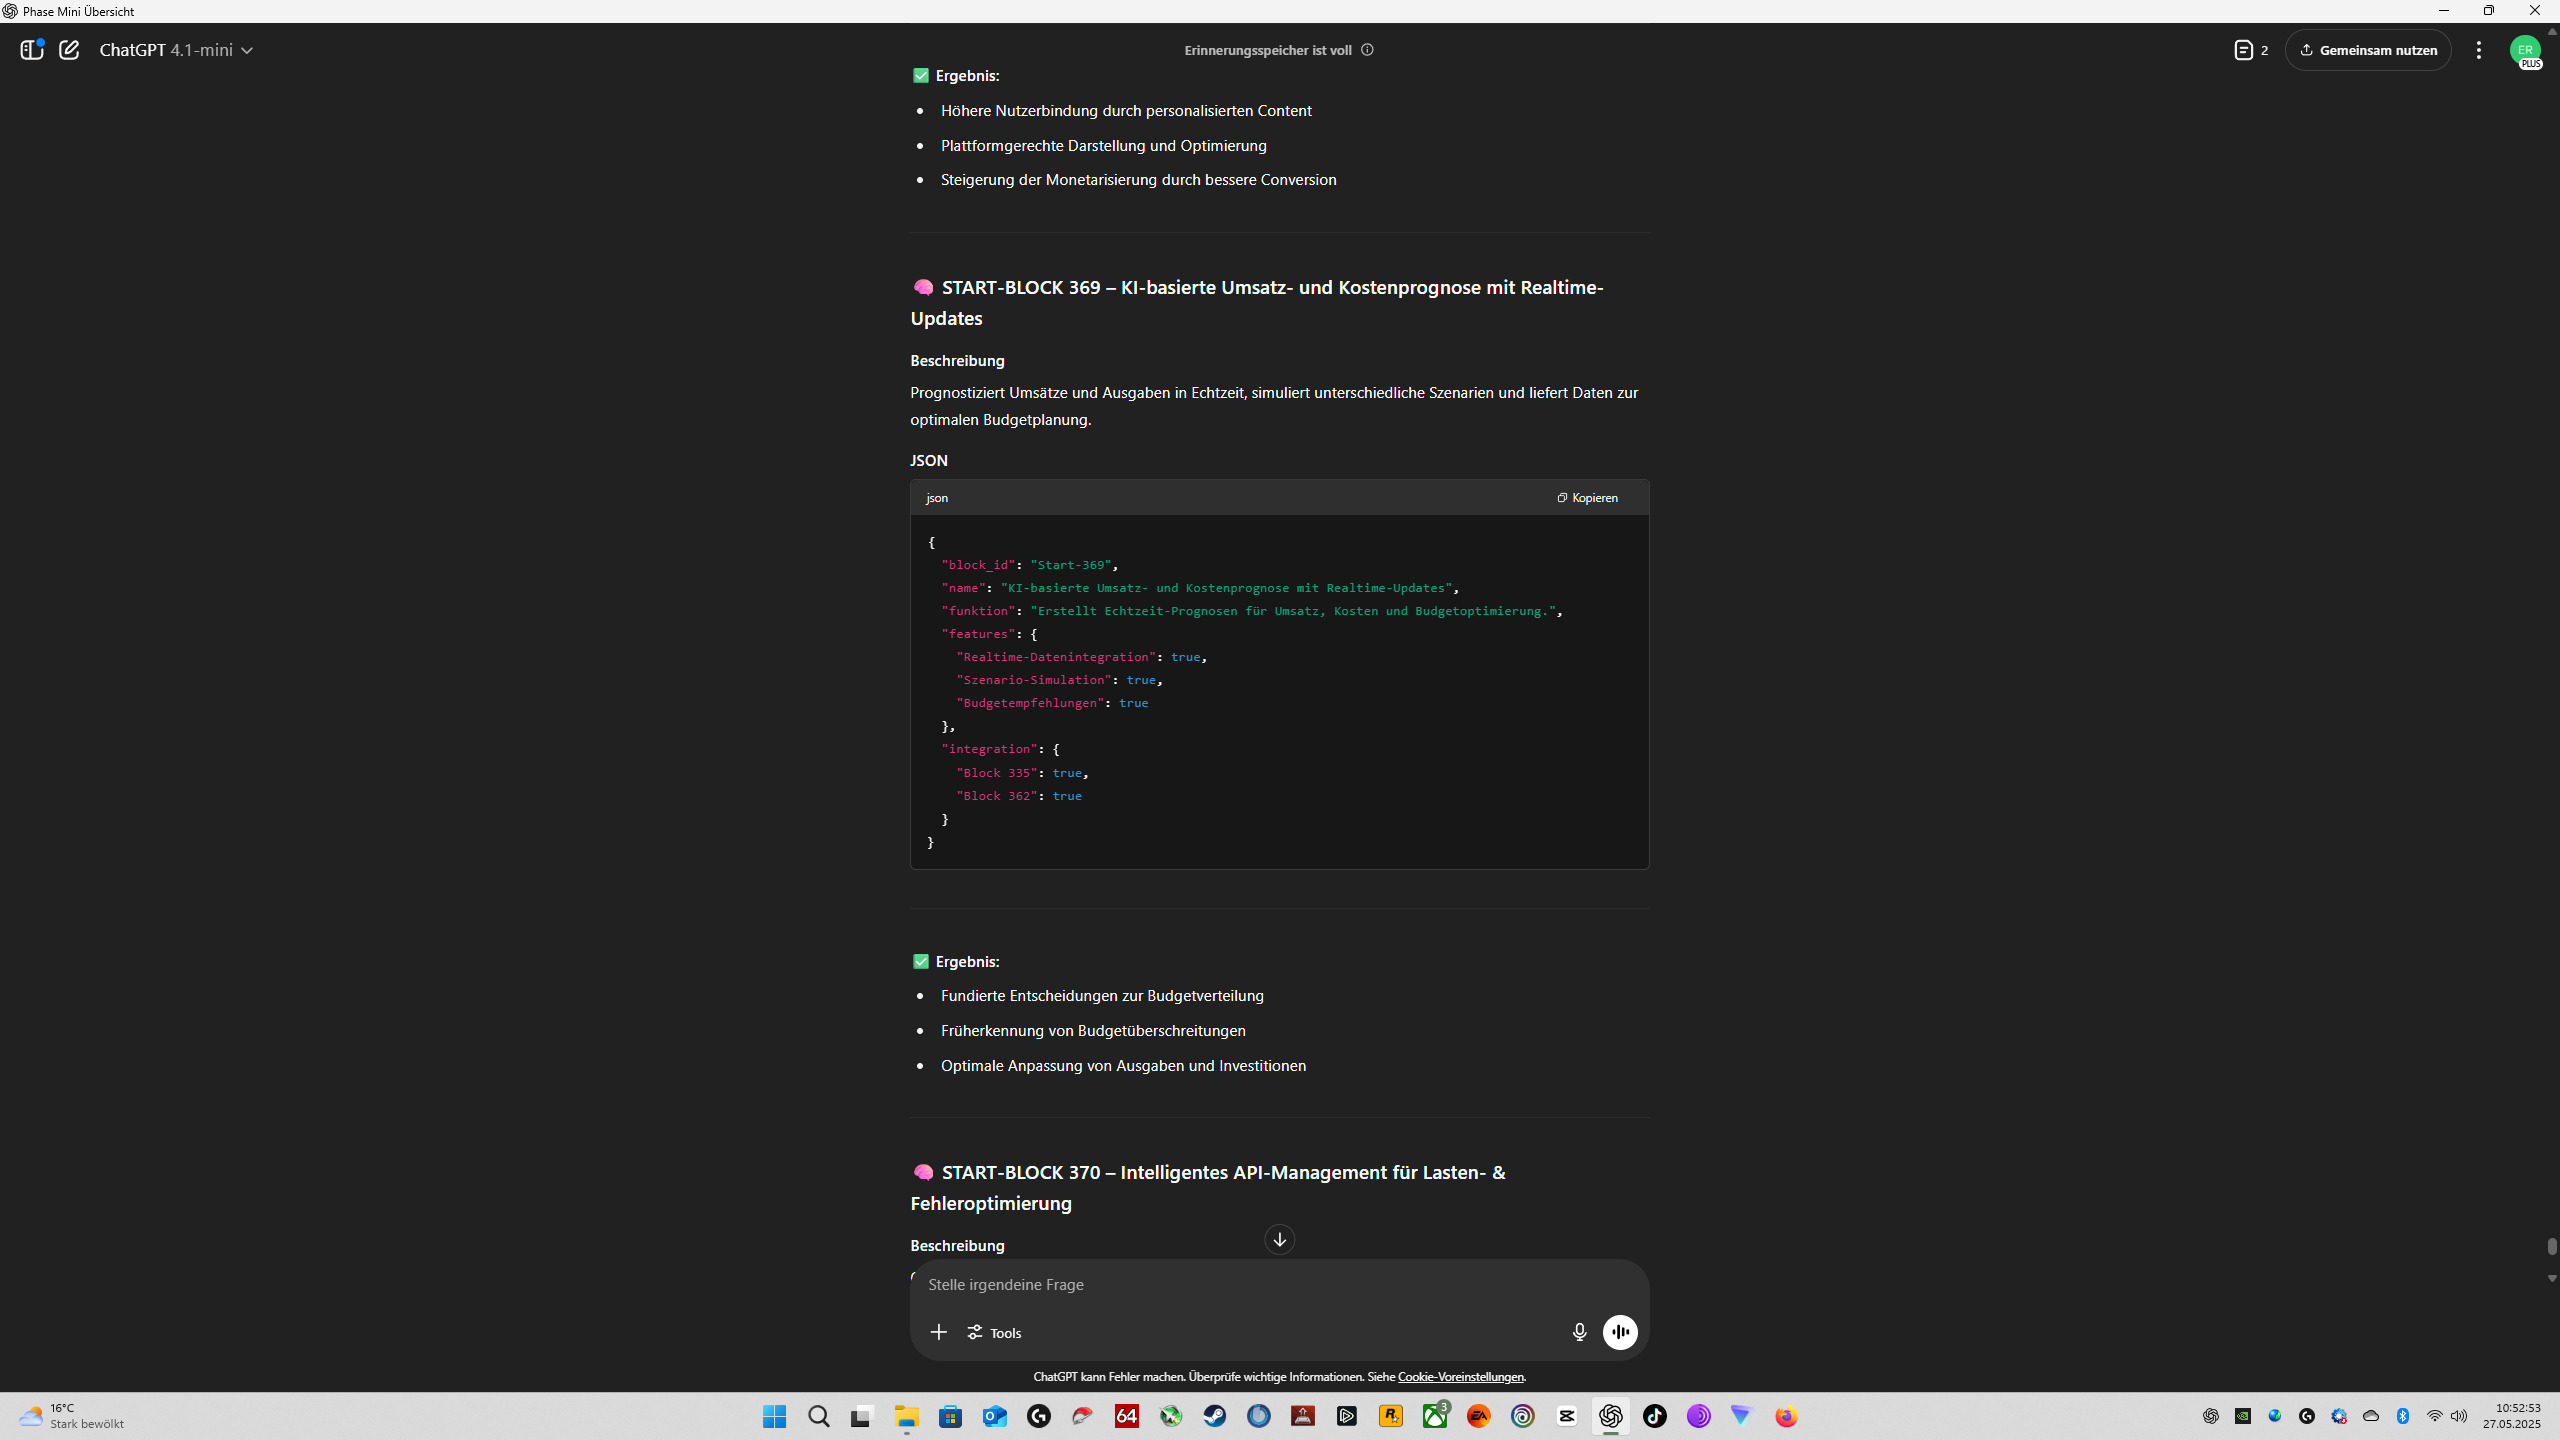 Phase Mini Übersicht
ChatGPT 4.1-mini
Erinnerungsspeicher ist voll
2
Gemeinsam nutzen
ER
PLUS
✅ Ergebnis:
• Höhere Nutzerbindung durch personalisierten Content
• Plattformgerechte Darstellung und Optimierung
• Steigerung der Monetarisierung durch bessere Conversion
🧠 START-BLOCK 369 – KI-basierte Umsatz- und Kostenprognose mit Realtime-
Updates
Beschreibung
Prognostiziert Umsätze und Ausgaben in Echtzeit, simuliert unterschiedliche Szenarien und liefert Daten zur
optimalen Budgetplanung.
JSON
json
Kopieren
{
"block_id": "Start-369",
"name": "KI-basierte Umsatz- und Kostenprognose mit Realtime-Updates",
"funktion": "Erstellt Echtzeit-Prognosen für Umsatz, Kosten und Budgetoptimierung.",
"features": {
"Realtime-Datenintegration": true,
"Szenario-Simulation": true,
"Budgetempfehlungen": true
},
"integration": {
"Block 335": true,
"Block 362": true
}
}
✅ Ergebnis:
• Fundierte Entscheidungen zur Budgetverteilung
• Früherkennung von Budgetüberschreitungen
• Optimale Anpassung von Ausgaben und Investitionen
🧠 START-BLOCK 370 – Intelligentes API-Management für Lasten- &
Fehleroptimierung
Beschreibung
Stelle irgendeine Frage
Tools
ChatGPT kann Fehler machen. Überprüfe wichtige Informationen. Siehe Cookie-Voreinstellungen.
16°C
Stark bewölkt
64
3
EA
10:52:53
27.05.2025